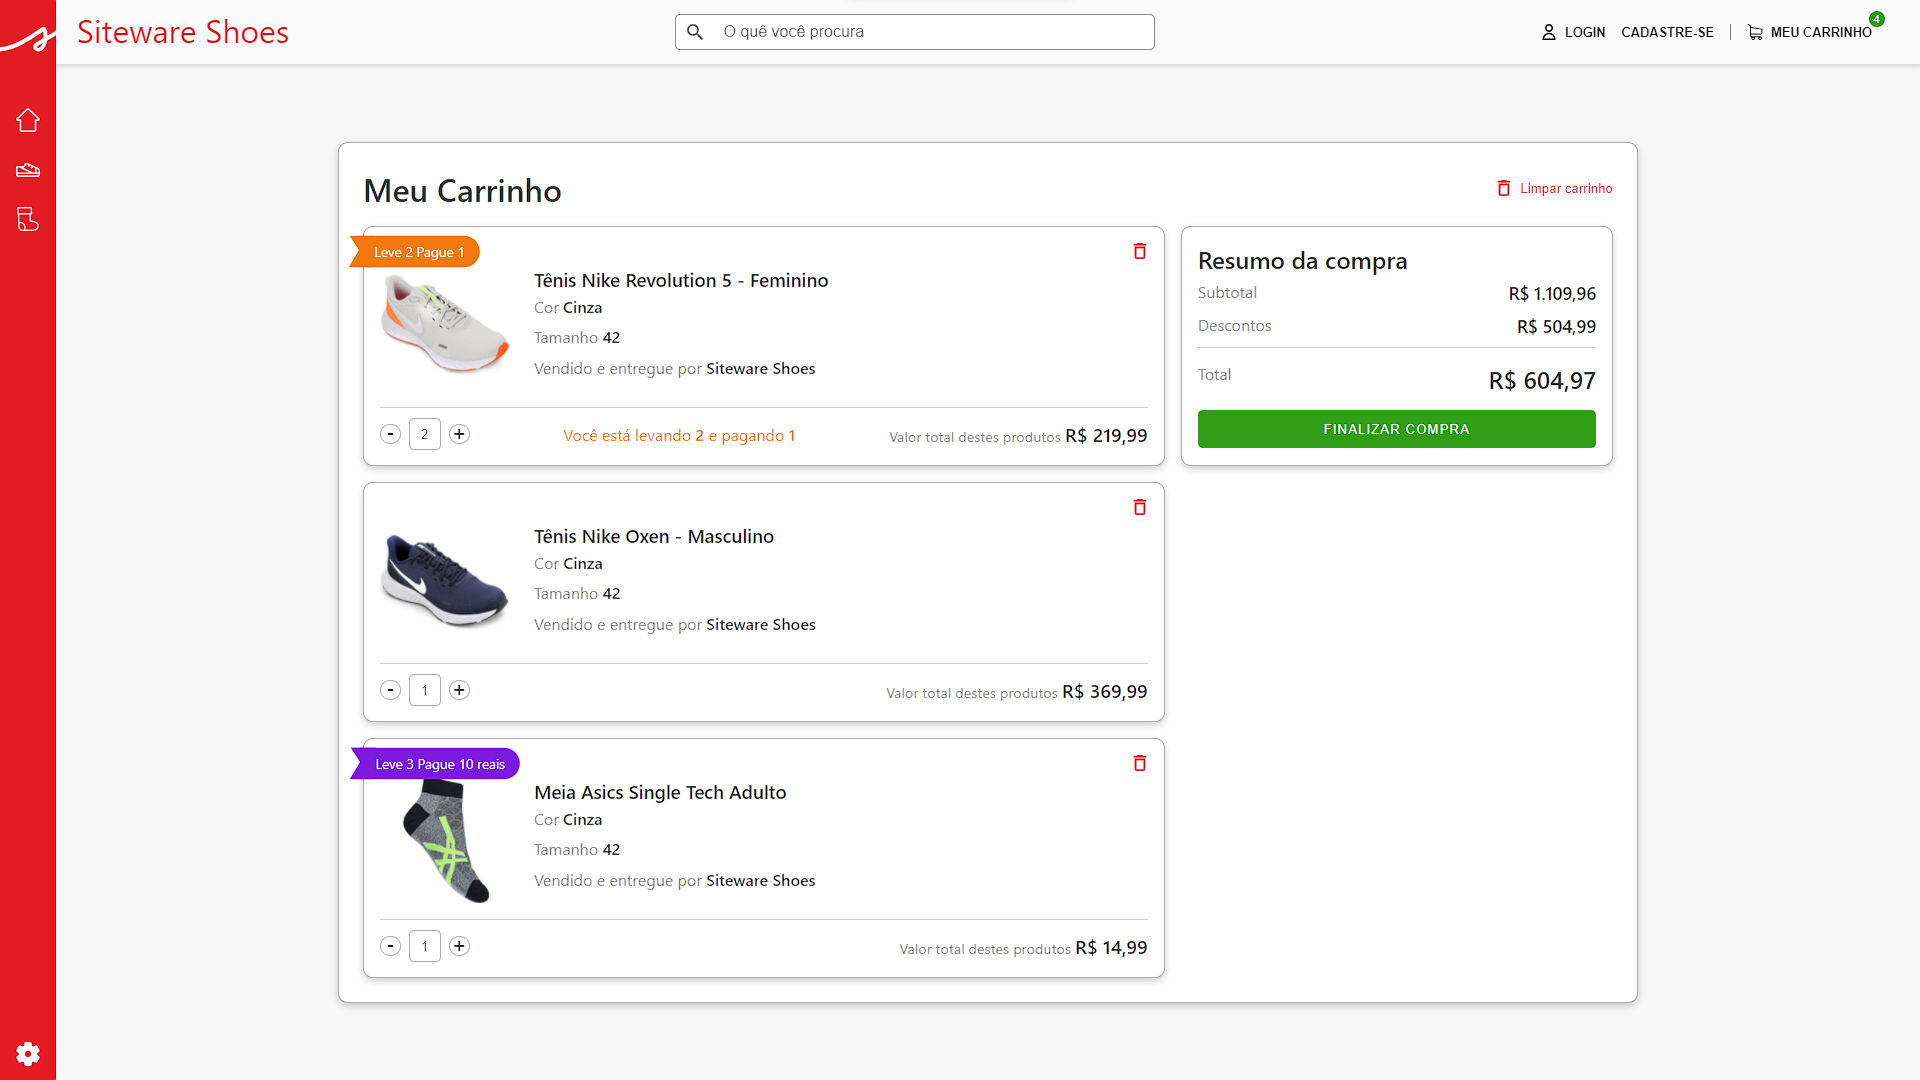 Siteware Shoes
O quê você procura
LOGIN
CADASTRE-SE
MEU CARRINHO
4
Meu Carrinho
Limpar carrinho
Leve 2 Pague 1
Tênis Nike Revolution 5 - Feminino
Cor Cinza
Tamanho 42
Vendido e entregue por Siteware Shoes
- 2 +
Você está levando 2 e pagando 1
Valor total destes produtos R$ 219,99
Resumo da compra
Subtotal R$ 1.109,96
Descontos R$ 504,99
Total R$ 604,97
FINALIZAR COMPRA
Tênis Nike Oxen - Masculino
Cor Cinza
Tamanho 42
Vendido e entregue por Siteware Shoes
- 1 +
Valor total destes produtos R$ 369,99
Leve 3 Pague 10 reais
Meia Asics Single Tech Adulto
Cor Cinza
Tamanho 42
Vendido e entregue por Siteware Shoes
- 1 +
Valor total destes produtos R$ 14,99